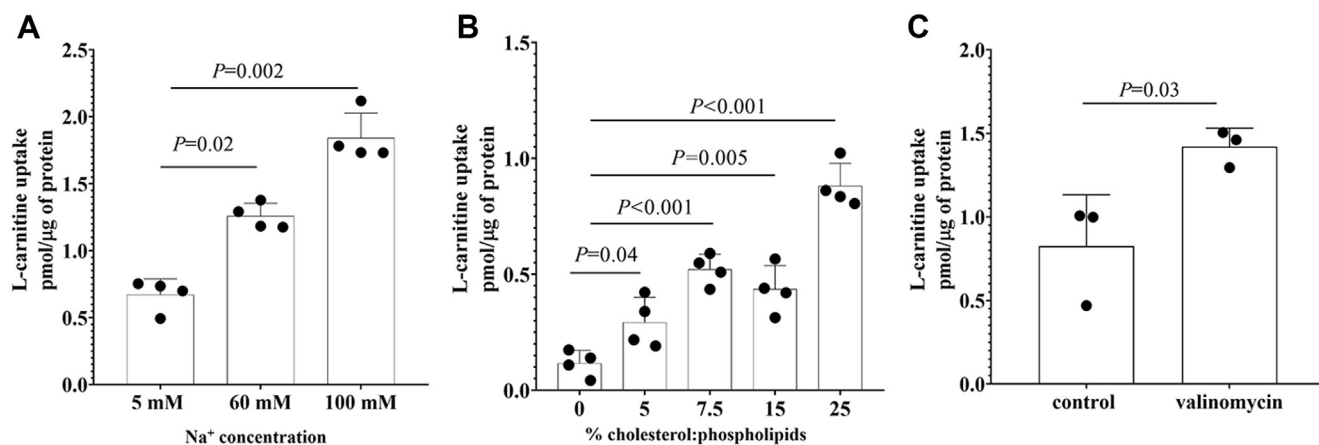 A
L-carnitine uptake
pmol/μg of protein
2.5
2.0
1.5
1.0
0.5
0.0
P=0.002
P=0.02
5 mM 60 mM 100 mM
Na⁺ concentration
B
L-carnitine uptake
pmol/μg of protein
1.5
1.0
0.5
0.0
P<0.001
P=0.005
P<0.001
P=0.04
0 5 7.5 15 25
% cholesterol:phospholipids
C
L-carnitine uptake
pmol/μg of protein
2.0
1.5
1.0
0.5
0.0
P=0.03
control valinomycin